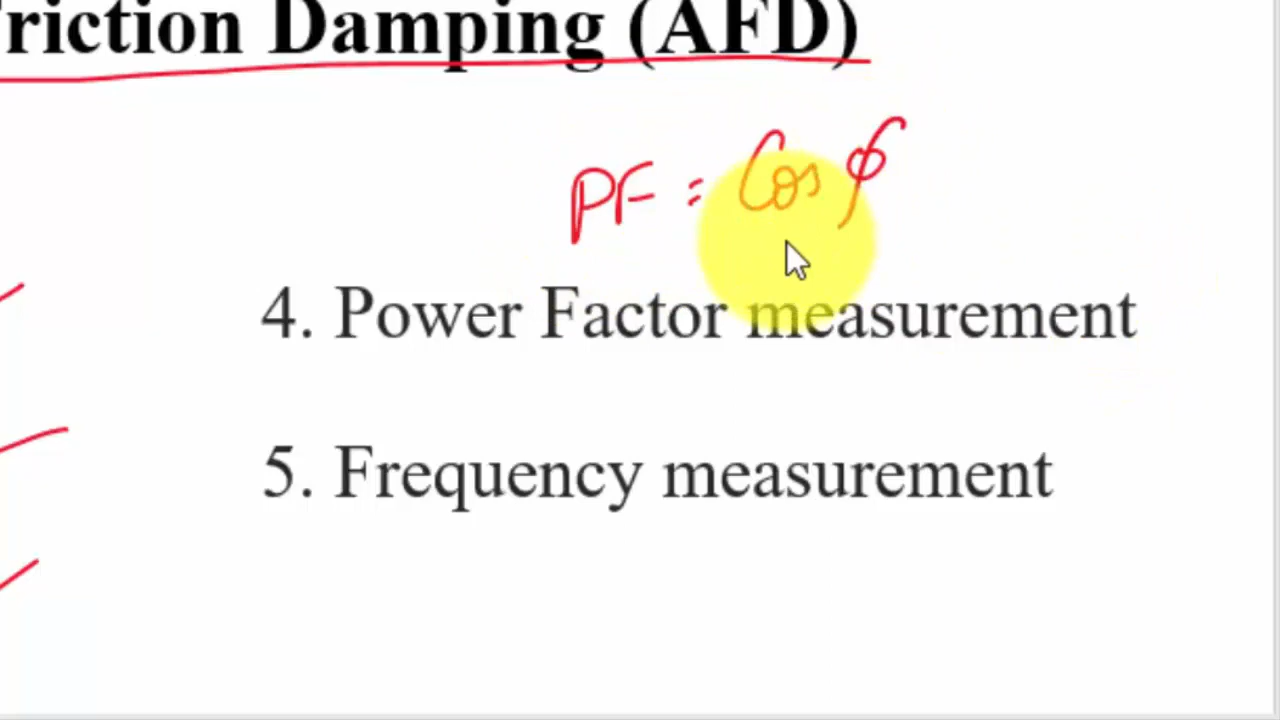 riction Damping (AFD)
PF = Cos ϕ
4. Power Factor measurement
5. Frequency measurement